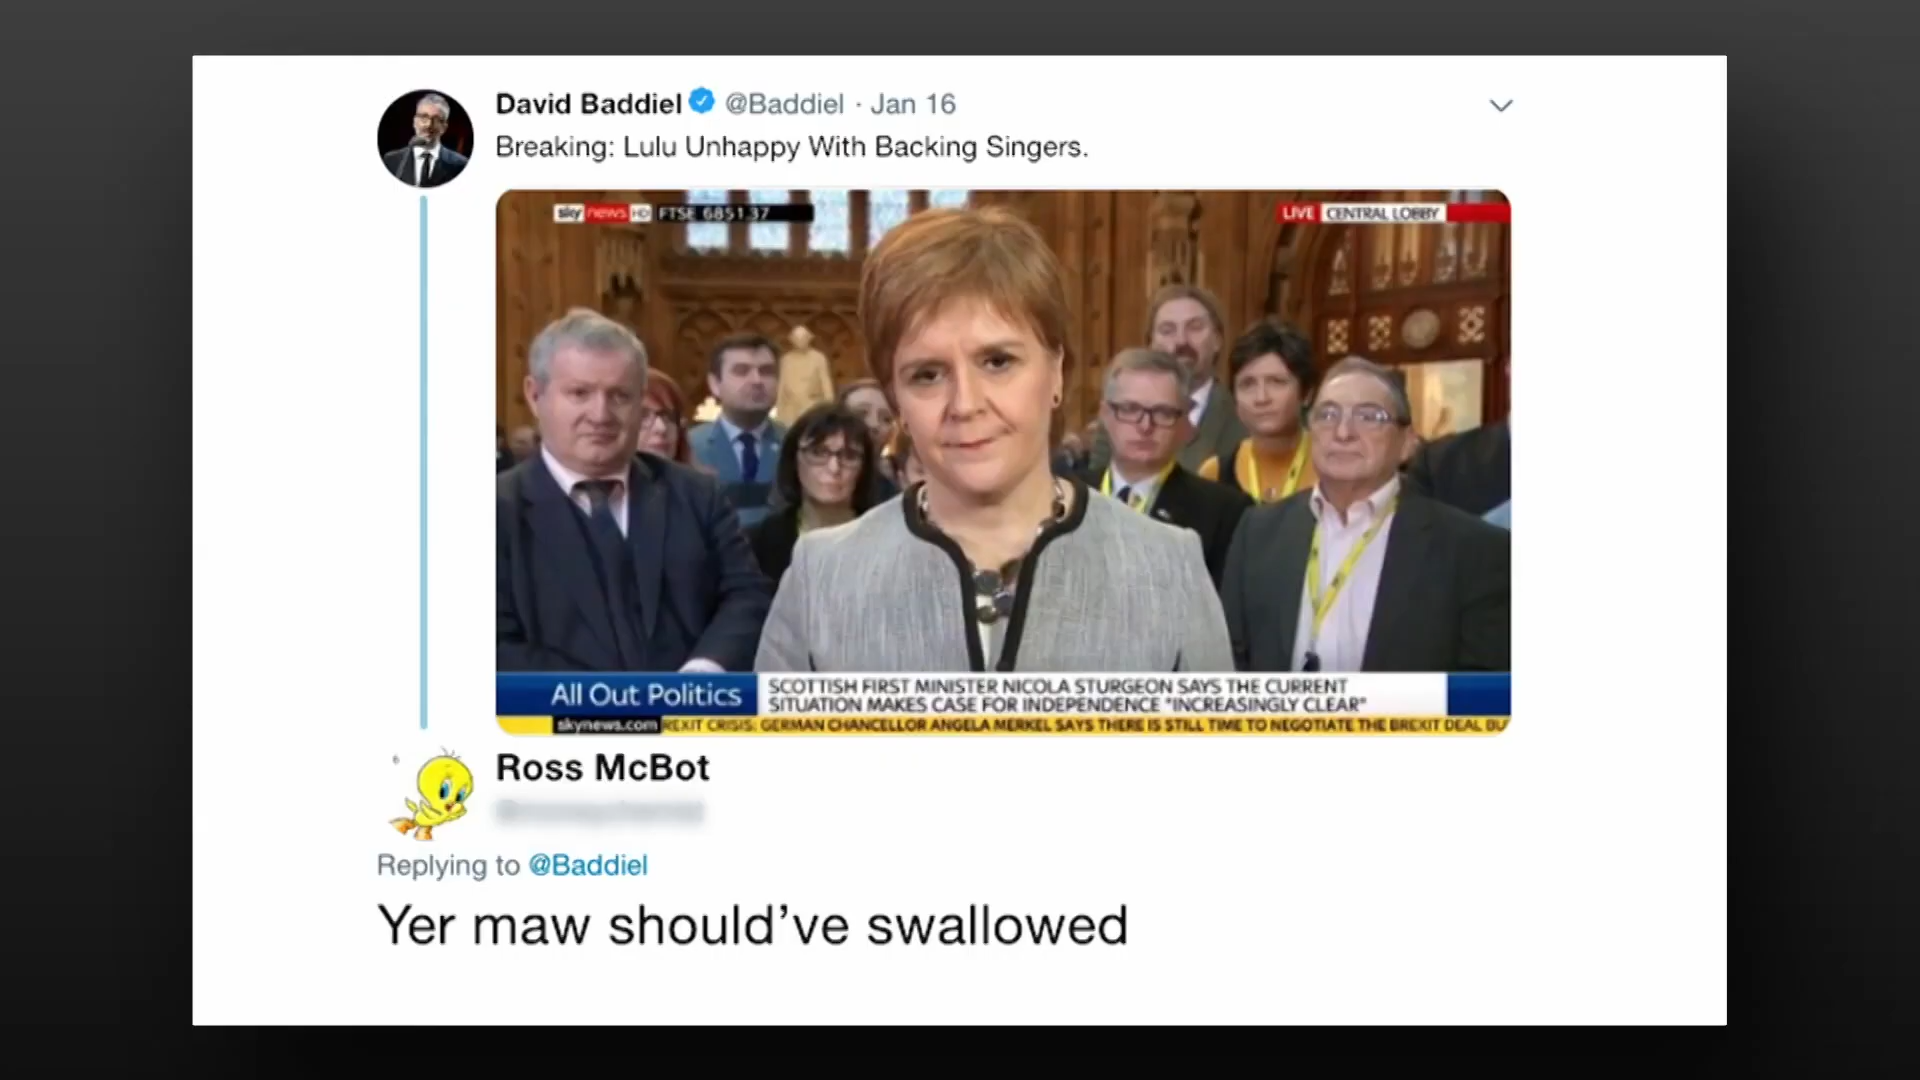 David Baddiel @Baddiel · Jan 16
Breaking: Lulu Unhappy With Backing Singers.
sky news HD FTSE 6851.37
LIVE CENTRAL LOBBY
All Out Politics
SCOTTISH FIRST MINISTER NICOLA STURGEON SAYS THE CURRENT
SITUATION MAKES CASE FOR INDEPENDENCE "INCREASINGLY CLEAR"
skynews.com REXIT CRISIS: GERMAN CHANCELLOR ANGELA MERKEL SAYS THERE IS STILL TIME TO NEGOTIATE THE BREXIT DEAL BU
Ross McBot
Replying to @Baddiel
Yer maw should've swallowed